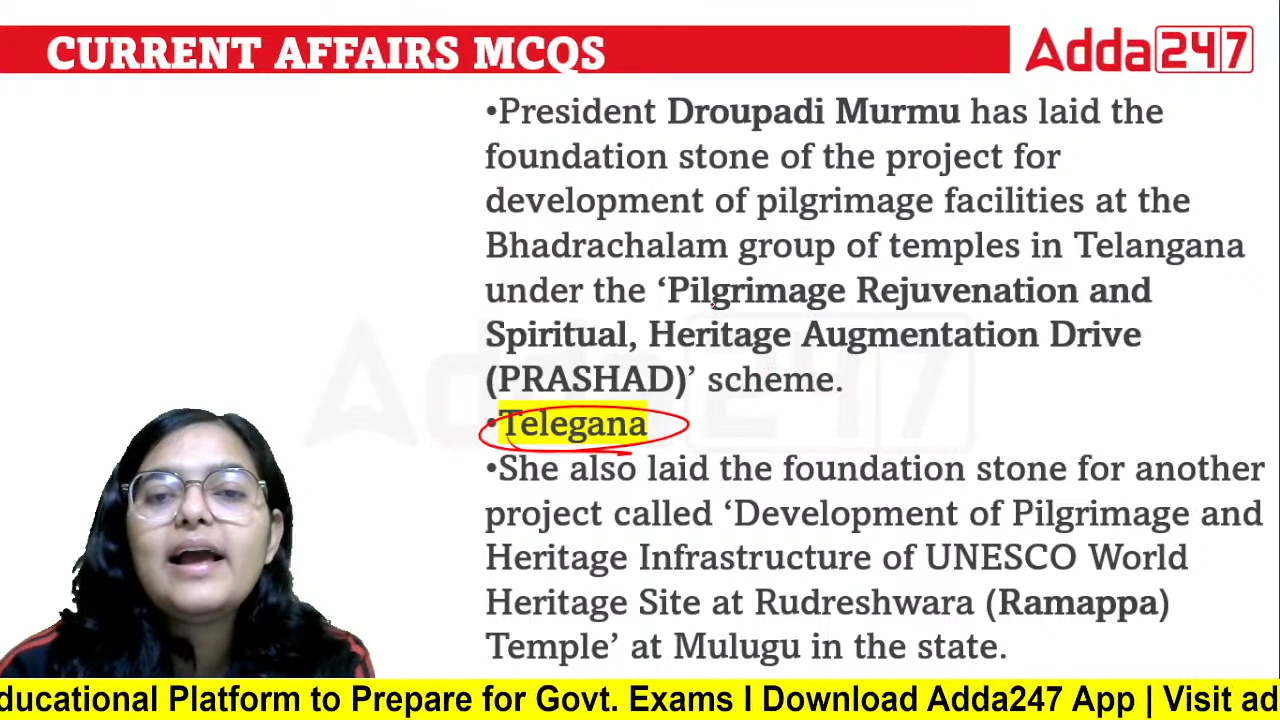 CURRENT AFFAIRS MCQS
Adda247
•President Droupadi Murmu has laid the
foundation stone of the project for
development of pilgrimage facilities at the
Bhadrachalam group of temples in Telangana
under the ‘Pilgrimage Rejuvenation and
Spiritual, Heritage Augmentation Drive
(PRASHAD)’ scheme.
•Telegana
•She also laid the foundation stone for another
project called ‘Development of Pilgrimage and
Heritage Infrastructure of UNESCO World
Heritage Site at Rudreshwara (Ramappa)
Temple’ at Mulugu in the state.
Adda247
ducational Platform to Prepare for Govt. Exams I Download Adda247 App | Visit ad